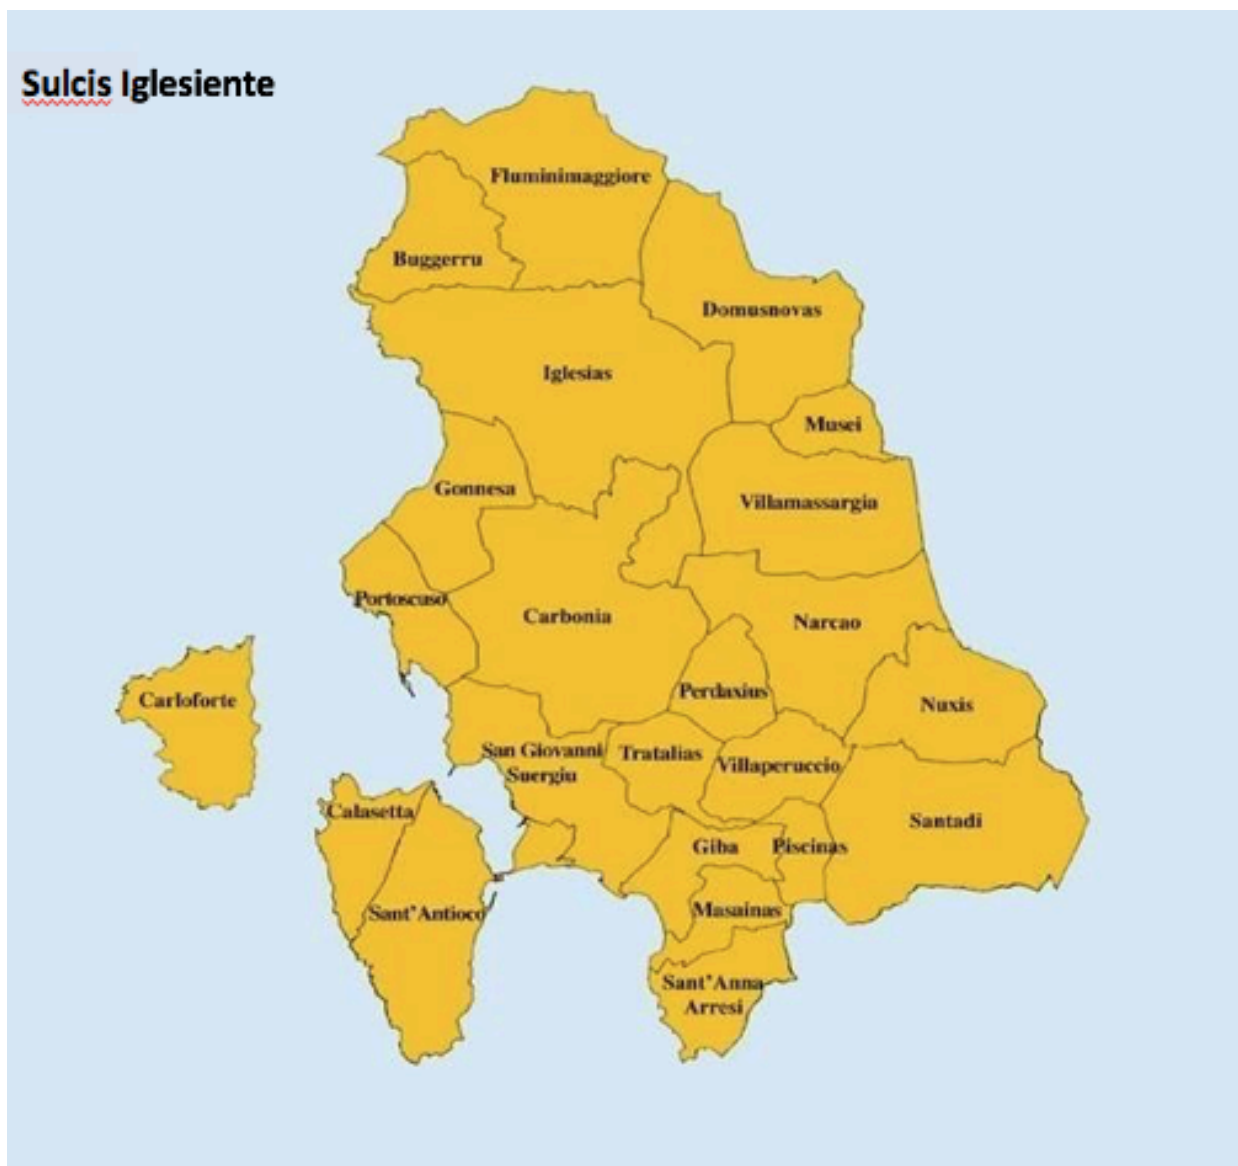 Sulcis Iglesiente
Fluminimaggiore
Buggerru
Domusnovas
Iglesias
Musei
Gonnesa
Villamassargia
Portoscuso
Carbonia
Narcao
Perdaxius
Carloforte
Nuxis
San Giovanni
Suergiu
Tratalias
Villaperuccio
Calasetta
Santadi
Giba
Piscinas
Masainas
Sant'Antioco
Sant'Anna
Arresi